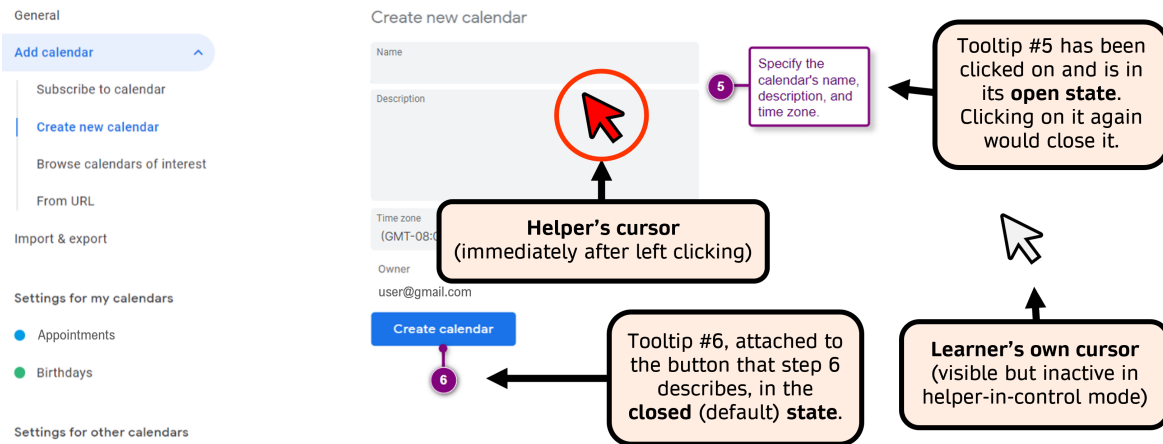 General
Add calendar
Subscribe to calendar
Create new calendar
Browse calendars of interest
From URL
Import & export
Settings for my calendars
Appointments
Birthdays
Settings for other calendars
Create new calendar
Name
Description
5
Specify the
calendar's name,
description, and
time zone.
Tooltip #5 has been
clicked on and is in
its open state.
Clicking on it again
would close it.
Time zone
(GMT-08:0
Helper's cursor
(immediately after left clicking)
Owner
user@gmail.com
Create calendar
6
Tooltip #6, attached to
the button that step 6
describes, in the
closed (default) state.
Learner's own cursor
(visible but inactive in
helper-in-control mode)